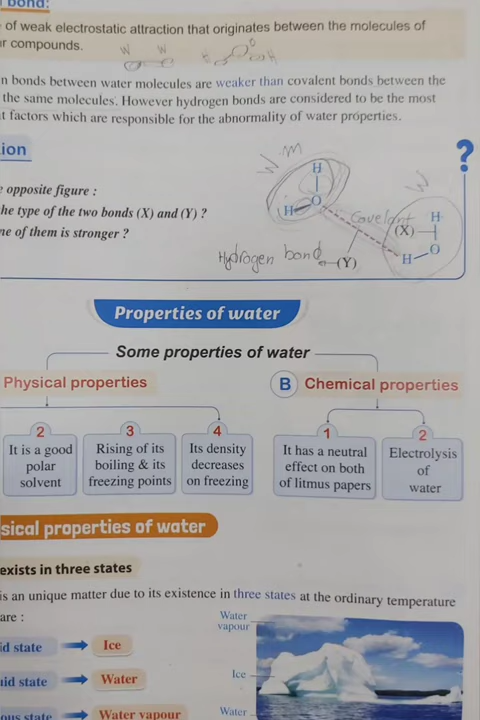 bond:
of weak electrostatic attraction that originates between the molecules of
compounds.
W W
H O H
bonds between water molecules are weaker than covalent bonds between the
the same molecules. However hydrogen bonds are considered to be the most
factors which are responsible for the abnormality of water properties.
W.M
?
H
W
opposite figure :
the type of the two bonds (X) and (Y) ?
one of them is stronger ?
O
H
Covelant
H
(X)
O
H
Hydrogen bond
(Y)
Properties of water
Some properties of water
Physical properties
B Chemical properties
2
3
4
1
2
It is a good
polar
solvent
Rising of its
boiling & its
freezing points
Its density
decreases
on freezing
It has a neutral
effect on both
of litmus papers
Electrolysis
of
water
properties of water
exists in three states
is an unique matter due to its existence in three states at the ordinary temperature
are :
Water
vapour
state Ice
Ice
state Water
state Water vapour
Water